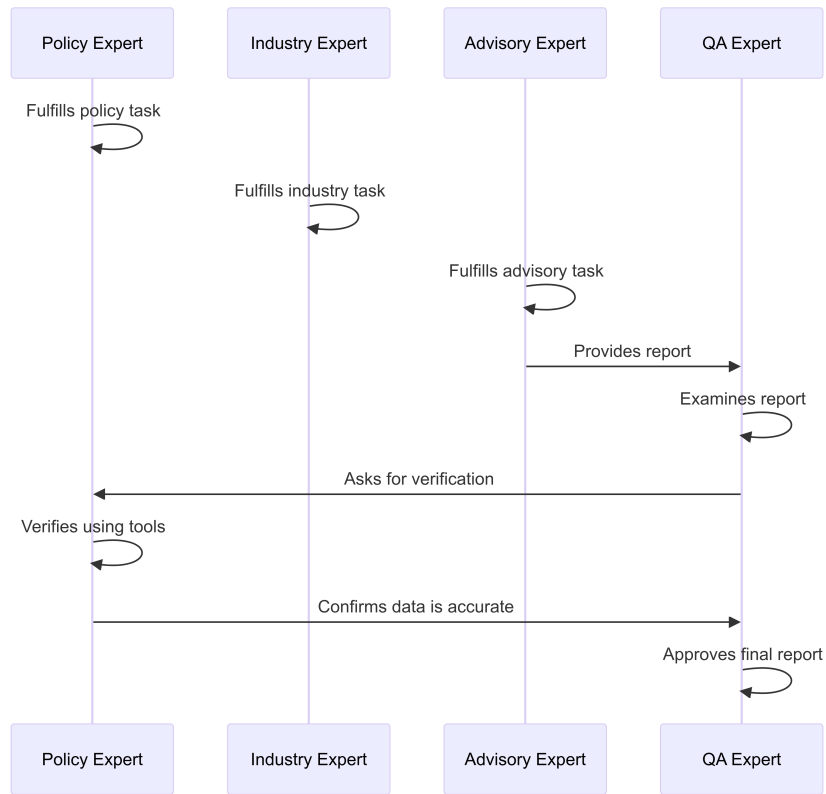 Policy Expert
Industry Expert
Advisory Expert
QA Expert
Fulfills policy task
Fulfills industry task
Fulfills advisory task
Provides report
Examines report
Asks for verification
Verifies using tools
Confirms data is accurate
Approves final report
Policy Expert
Industry Expert
Advisory Expert
QA Expert